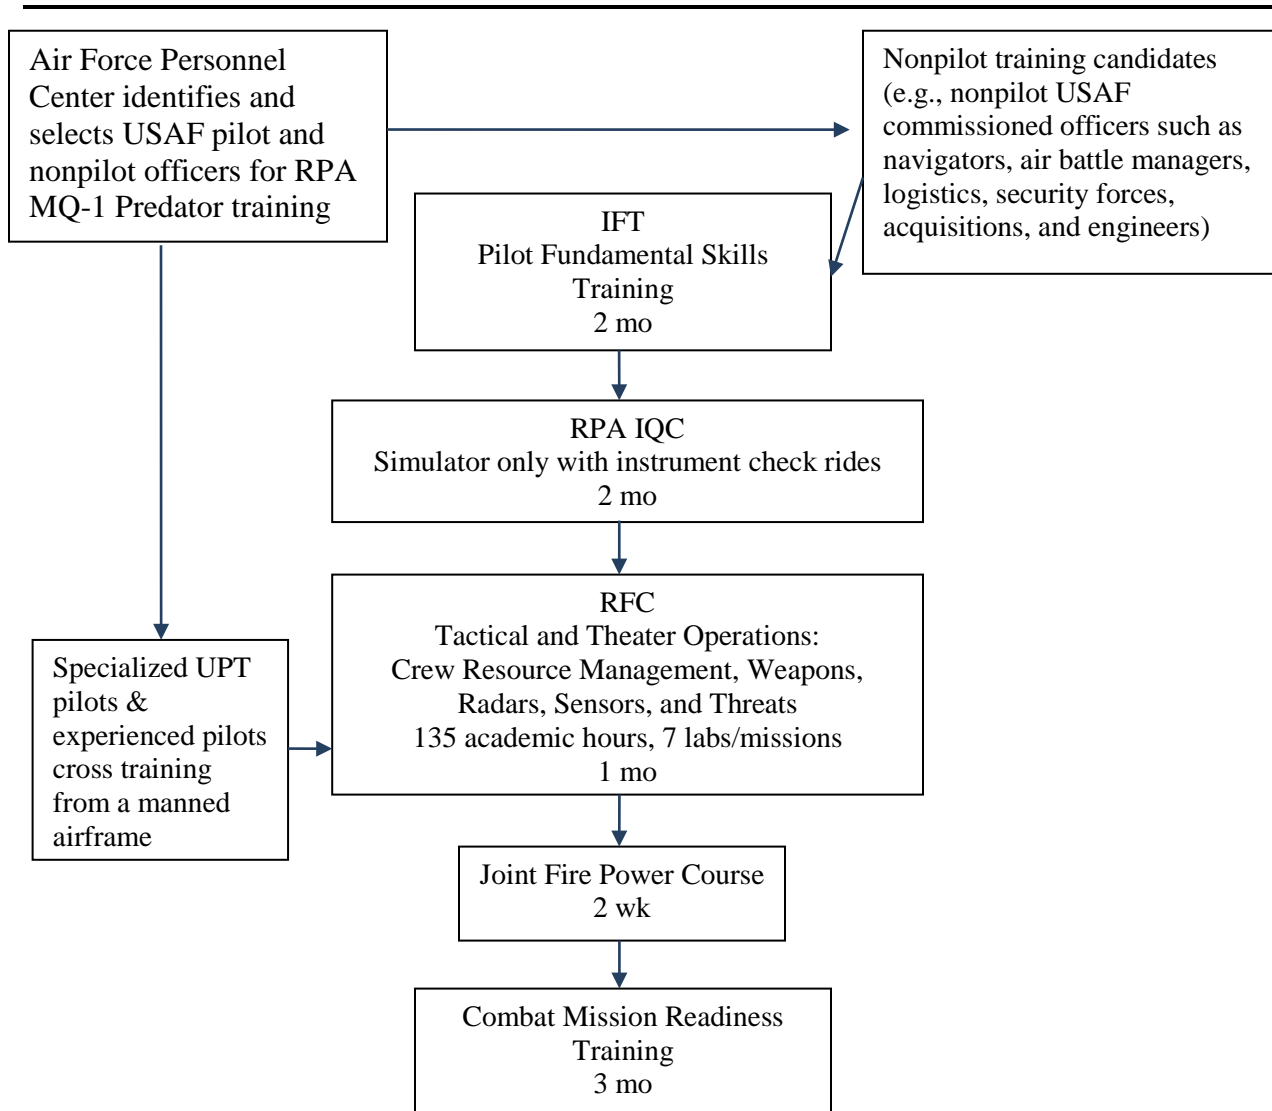 Air Force Personnel
Center identifies and
selects USAF pilot and
nonpilot officers for RPA
MQ-1 Predator training
Nonpilot training candidates
(e.g., nonpilot USAF
commissioned officers such as
navigators, air battle managers,
logistics, security forces,
acquisitions, and engineers)
IFT
Pilot Fundamental Skills
Training
2 mo
RPA IQC
Simulator only with instrument check rides
2 mo
RFC
Tactical and Theater Operations:
Crew Resource Management, Weapons,
Radars, Sensors, and Threats
135 academic hours, 7 labs/missions
1 mo
Specialized UPT
pilots &
experienced pilots
cross training
from a manned
airframe
Joint Fire Power Course
2 wk
Combat Mission Readiness
Training
3 mo